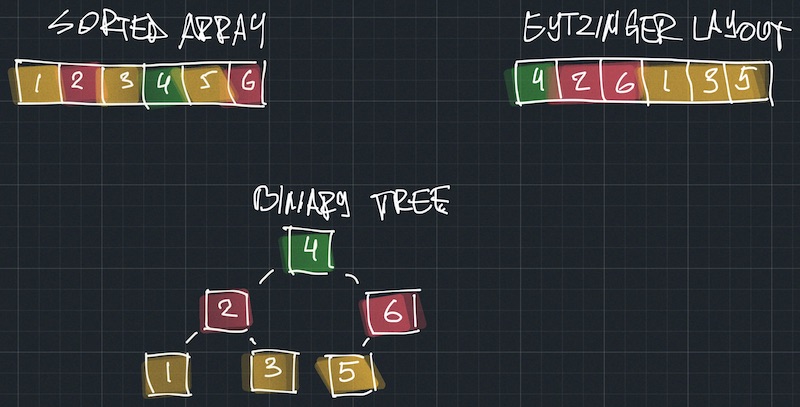 SORTED ARRAY
EYTZINGER LAYOUT
1 2 3 4 5 6
4 2 6 1 3 5
BINARY TREE
4
2 6
1 3 5